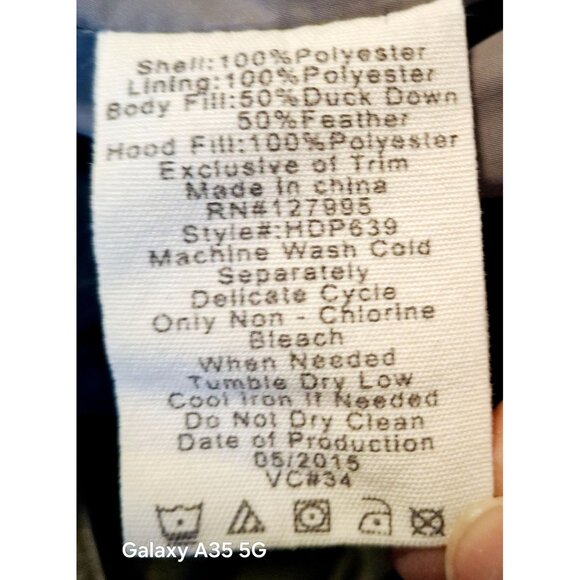 Shell:100%Polyester
Lining:100%Polyester
Body Fill:50%Duck Down
50%Feather
Hood Fill:100%Polyester
Exclusive of Trim
Made in china
RN#127995
Style#:HDP639
Machine Wash Cold
Separately
Delicate Cycle
Only Non - Chlorine
Bleach
When Needed
Tumble Dry Low
Cool Iron If Needed
Do Not Dry Clean
Date of Production
05/2015
VC#34
Galaxy A35 5G